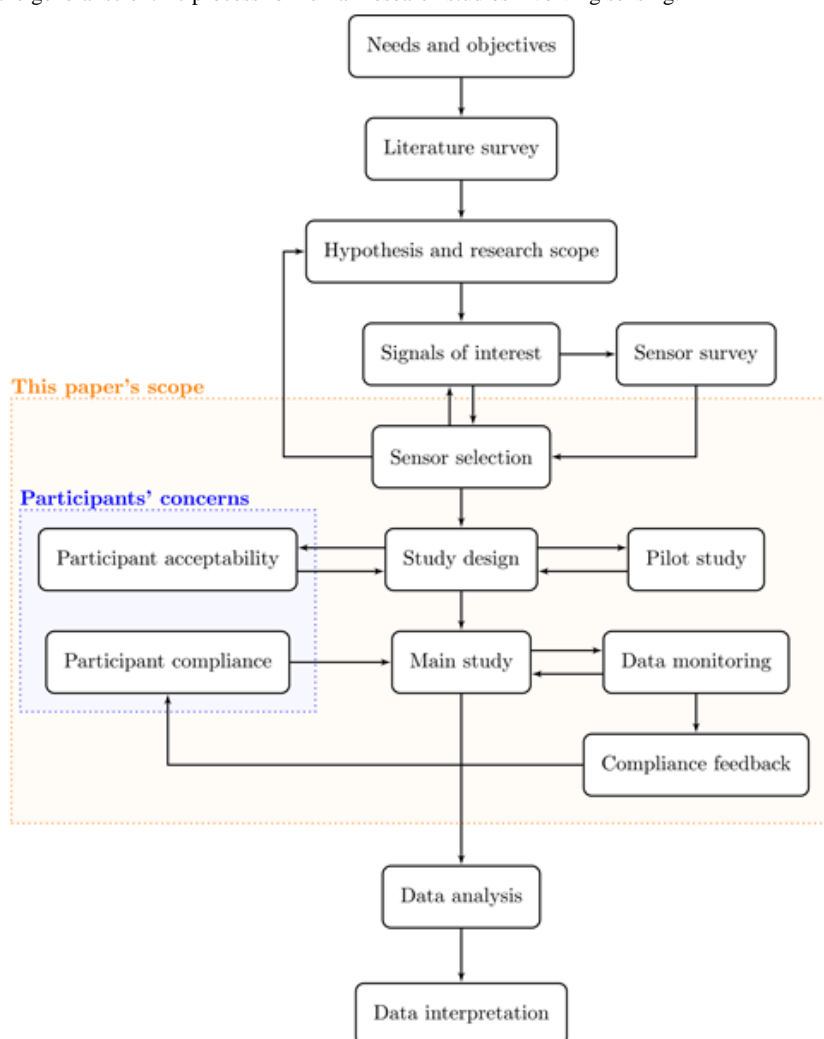 Needs and objectives
Literature survey
Hypothesis and research scope
Signals of interest
Sensor survey
This paper's scope
Sensor selection
Participants' concerns
Participant acceptability
Study design
Pilot study
Participant compliance
Main study
Data monitoring
Compliance feedback
Data analysis
Data interpretation